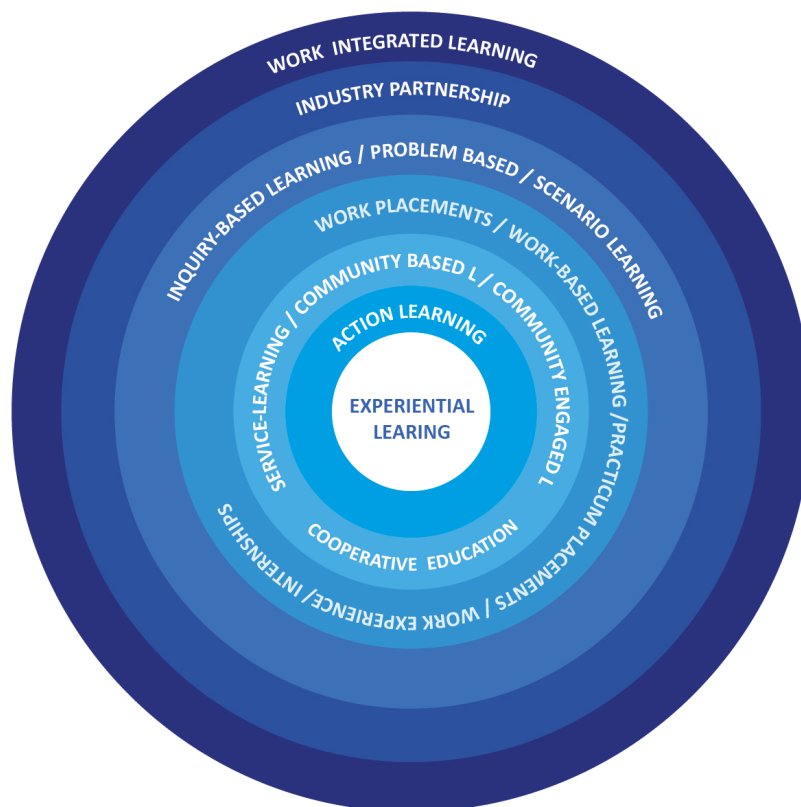 WORK INTEGRATED LEARNING
INDUSTRY PARTNERSHIP
INQUIRY-BASED LEARNING / PROBLEM BASED / SCENARIO LEARNING
WORK PLACEMENTS / WORK-BASED LEARNING /PRACTICUM PLACEMENTS / WORK EXPERIENCE/ INTERNSHIPS
SERVICE-LEARNING / COMMUNITY BASED L / COMMUNITY ENGAGED L
COOPERATIVE EDUCATION
ACTION LEARNING
EXPERIENTIAL
LEARING